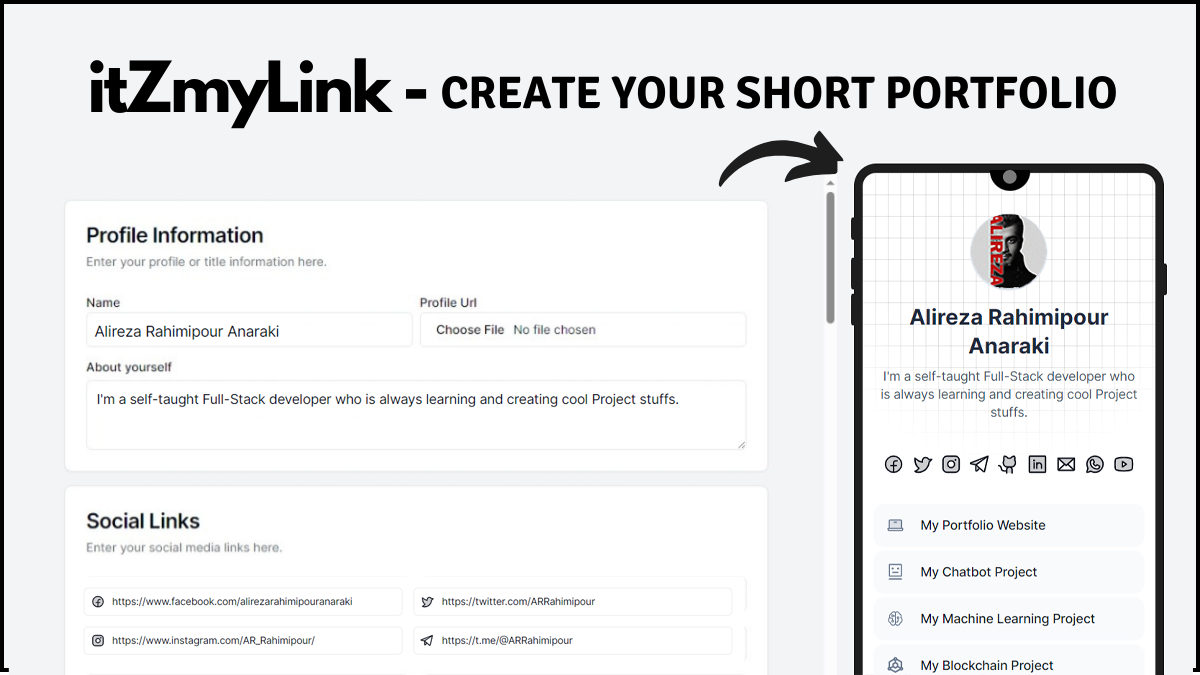 itZmyLink - CREATE YOUR SHORT PORTFOLIO
Profile Information
Enter your profile or title information here.
Name
Profile Url
Alireza Rahimipour Anaraki
Choose File No file chosen
About yourself
I'm a self-taught Full-Stack developer who is always learning and creating cool Project stuffs.
Social Links
Enter your social media links here.
https://www.facebook.com/alirezarahimipouranaraki
https://twitter.com/ARRahimipour
https://www.instagram.com/AR_Rahimipour/
https://t.me/@ARRahimipour
ALIREZA
Alireza Rahimipour
Anaraki
I'm a self-taught Full-Stack developer who
is always learning and creating cool Project
stuffs.
in
My Portfolio Website
My Chatbot Project
My Machine Learning Project
My Blockchain Project